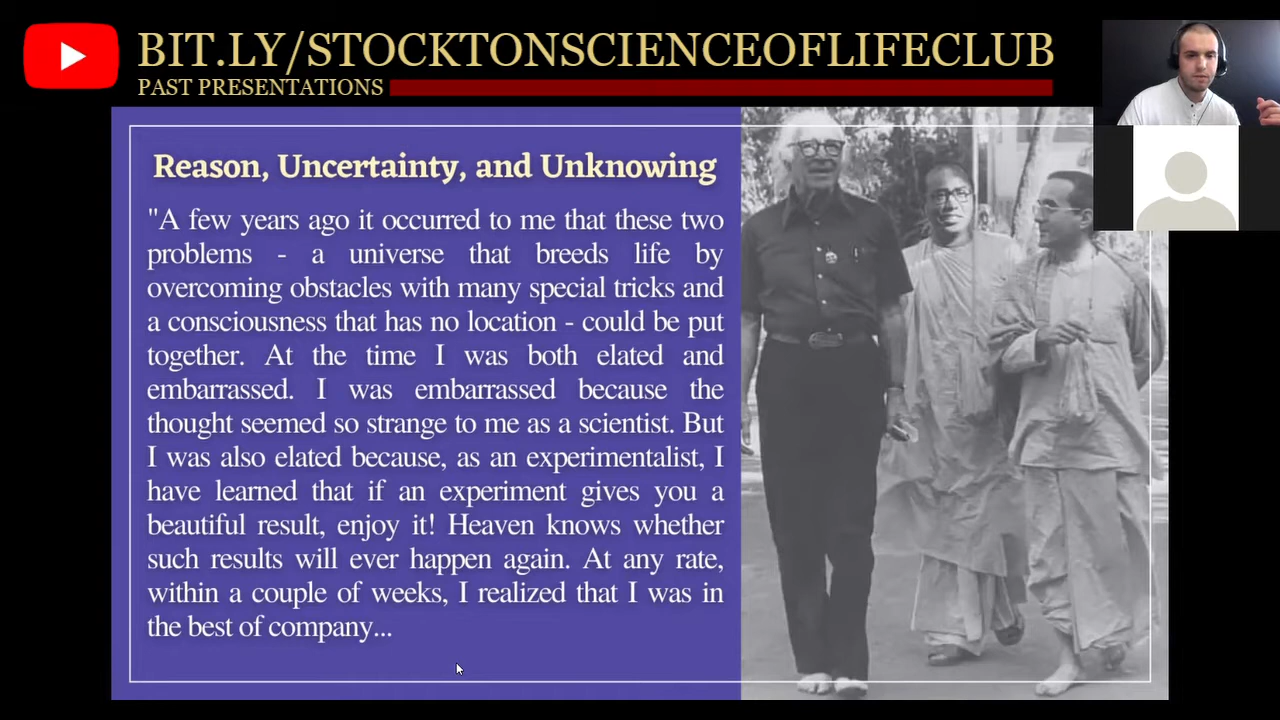 BIT.LY/STOCKTONSCIENCEOFLIFECLUB
PAST PRESENTATIONS
Reason, Uncertainty, and Unknowing
"A few years ago it occurred to me that these two
problems - a universe that breeds life by
overcoming obstacles with many special tricks and
a consciousness that has no location - could be put
together. At the time I was both elated and
embarrassed. I was embarrassed because the
thought seemed so strange to me as a scientist. But
I was also elated because, as an experimentalist, I
have learned that if an experiment gives you a
beautiful result, enjoy it! Heaven knows whether
such results will ever happen again. At any rate,
within a couple of weeks, I realized that I was in
the best of company...